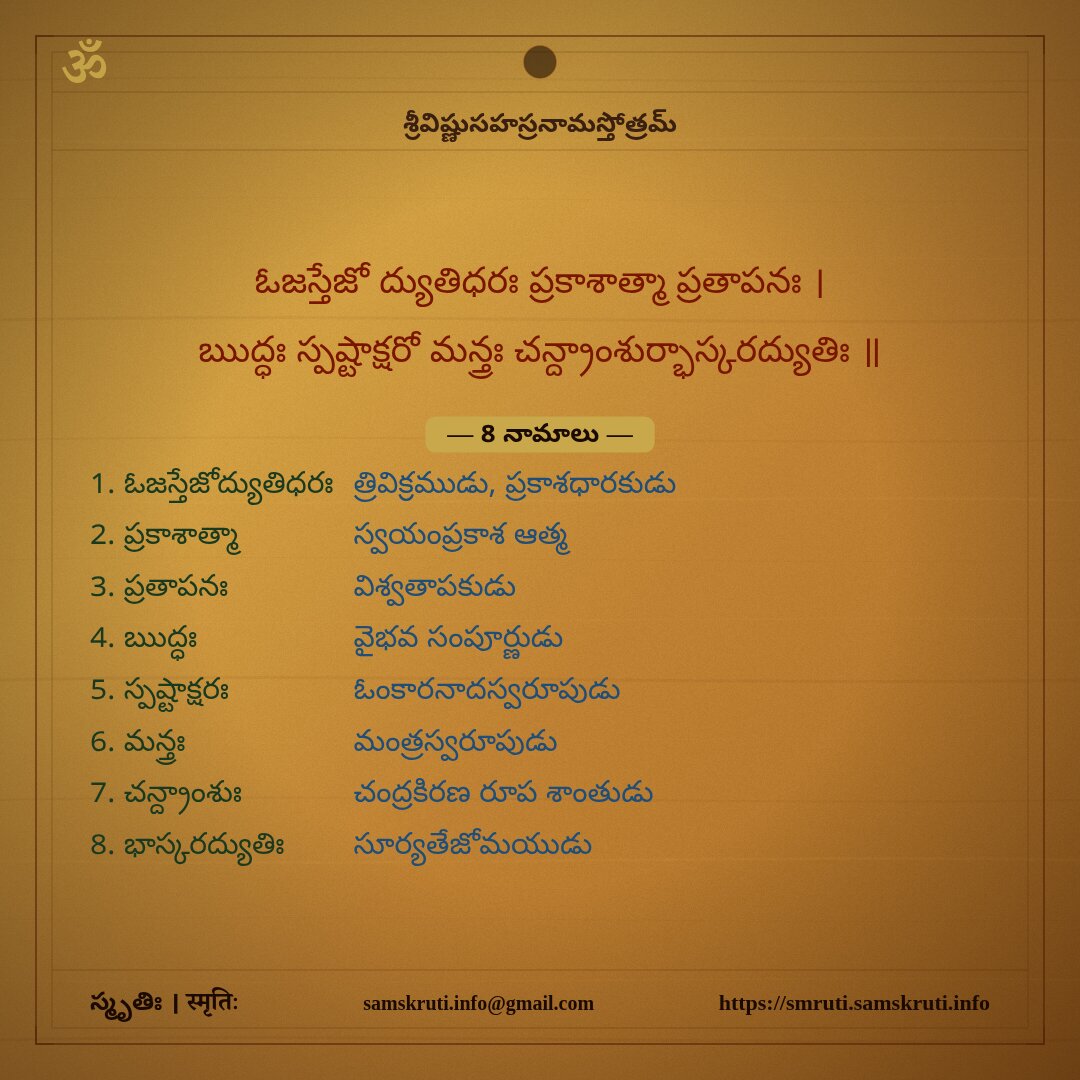 ॐ
శ్రీవిష్ణుసహస్రనామస్తోత్రమ్
ఓజస్తేజో ద్యుతిధరః ప్రకాశాత్మా ప్రతాపనః |
ఋద్ధః స్పష్టాక్షరో మన్త్రః చన్ద్రాంశుర్భాస్కరద్యుతిః ||
— 8 నామాలు —
1. ఓజస్తేజోద్యుతిధరః త్రివిక్రముడు, ప్రకాశధారకుడు
2. ప్రకాశాత్మా స్వయంప్రకాశ ఆత్మ
3. ప్రతాపనః విశ్వతాపకుడు
4. ఋద్ధః వైభవ సంపూర్ణుడు
5. స్పష్టాక్షరః ఓంకారనాదస్వరూపుడు
6. మన్త్రః మంత్రస్వరూపుడు
7. చన్ద్రాంశుః చంద్రకిరణ రూప శాంతుడు
8. భాస్కరద్యుతిః సూర్యతేజోమయుడు
స్మృతిః | स्मृतिः samskruti.info@gmail.com https://smruti.samskruti.info